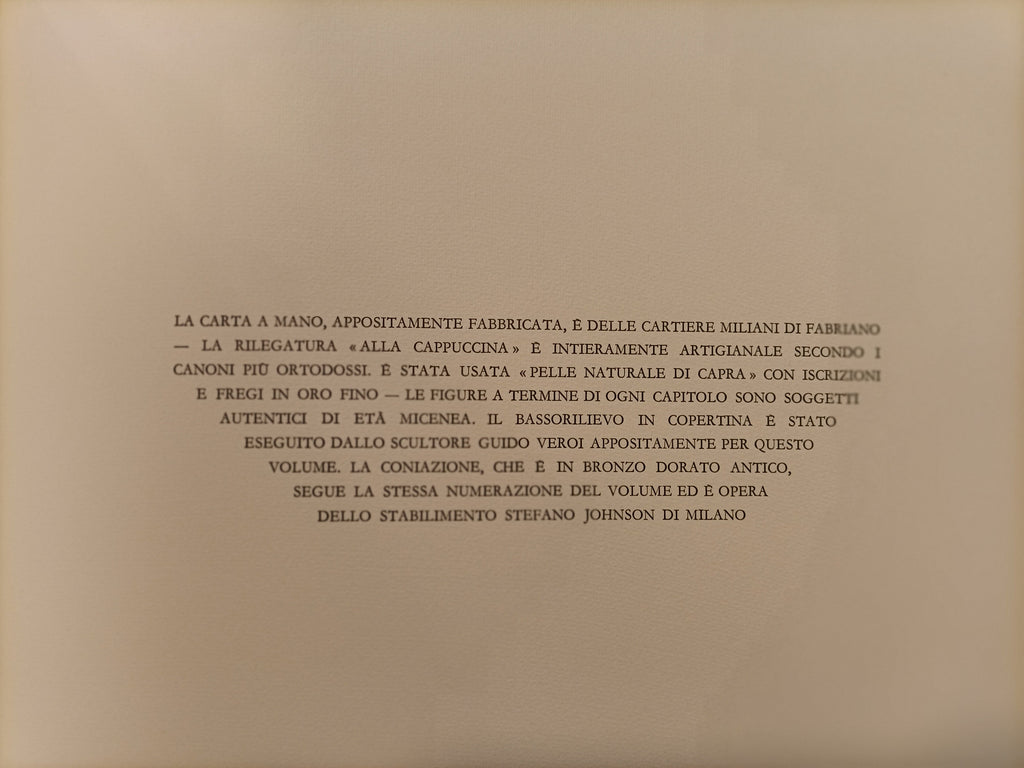 LA CARTA A MANO, APPOSITAMENTE FABBRICATA, È DELLE CARTIERE MILIANI DI FABRIANO
— LA RILEGATURA «ALLA CAPPUCCINA» È INTIERAMENTE ARTIGIANALE SECONDO I
CANONI PIÙ ORTODOSSI. È STATA USATA «PELLE NATURALE DI CAPRA» CON ISCRIZIONI
E FREGI IN ORO FINO — LE FIGURE A TERMINE DI OGNI CAPITOLO SONO SOGGETTI
AUTENTICI DI ETÀ MICENEA. IL BASSORILIEVO IN COPERTINA È STATO
ESEGUITO DALLO SCULTORE GUIDO VEROI APPOSITAMENTE PER QUESTO
VOLUME. LA CONIAZIONE, CHE È IN BRONZO DORATO ANTICO,
SEGUE LA STESSA NUMERAZIONE DEL VOLUME ED È OPERA
DELLO STABILIMENTO STEFANO JOHNSON DI MILANO